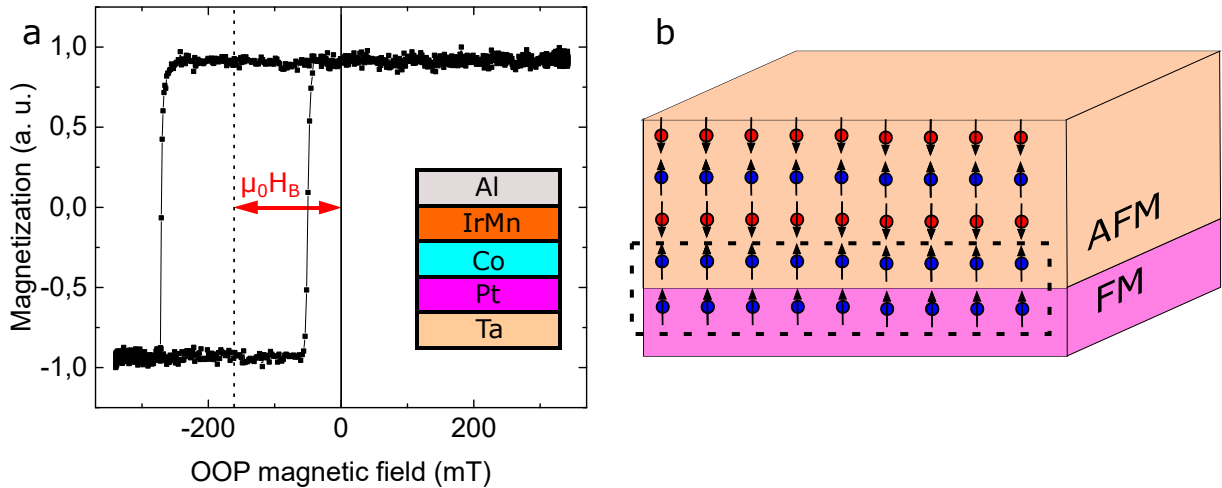 a
Magnetization (a. u.)
1,0
0,5
0,0
-0,5
-1,0
μ₀H_B
Al
IrMn
Co
Pt
Ta
-200
0
200
OOP magnetic field (mT)
b
AFM
FM